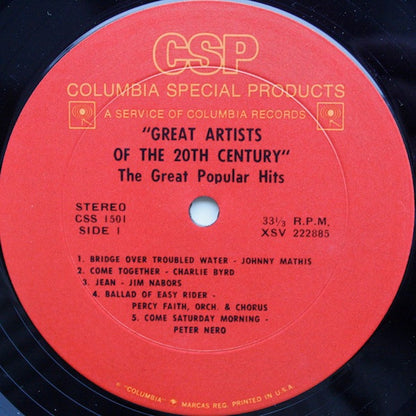 CSP
COLUMBIA SPECIAL PRODUCTS
A SERVICE OF COLUMBIA RECORDS
"GREAT ARTISTS
OF THE 20TH CENTURY"
The Great Popular Hits
STEREO
CSS 1501
SIDE 1
33⅓ R.P.M.
XSV 222885
1. BRIDGE OVER TROUBLED WATER - JOHNNY MATHIS
2. COME TOGETHER - CHARLIE BYRD
3. JEAN - JIM NABORS
4. BALLAD OF EASY RIDER -
PERCY FAITH, ORCH. & CHORUS
5. COME SATURDAY MORNING -
PETER NERO
"COLUMBIA" MARCAS REG. PRINTED IN U.S.A.